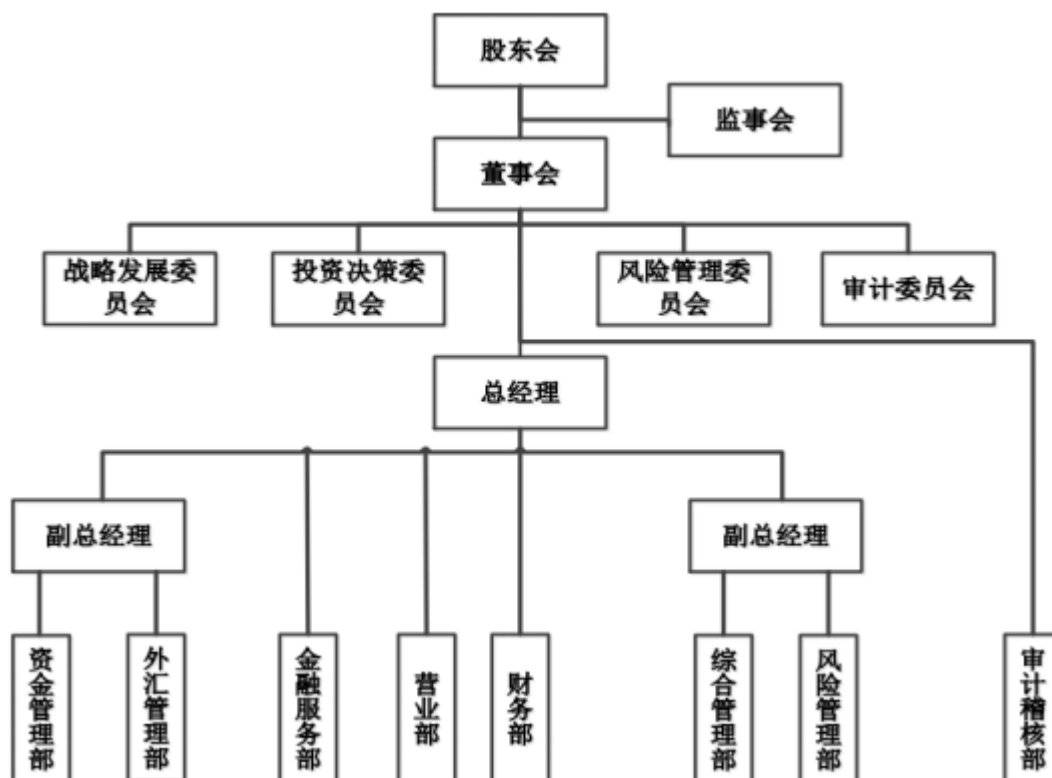 股东会
监事会
董事会
战略发展委
员会
投资决策委
员会
风险管理委
员会
审计委员会
总经理
副总经理
副总经理
资金管理部
外汇管理部
金融服务部
营业部
财务部
综合管理部
风险管理部
审计稽核部